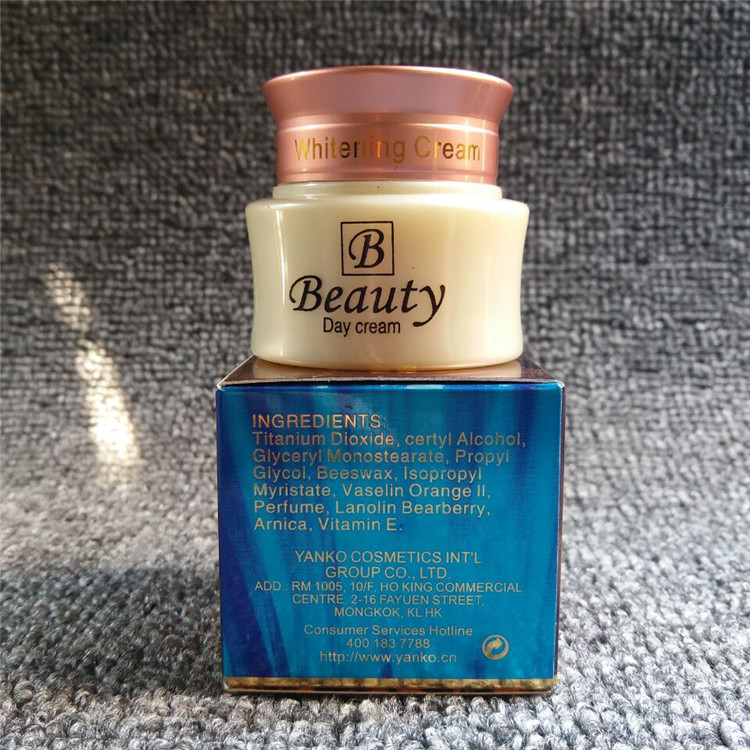 Whitening Cream
B
Beauty
Day cream
INGREDIENTS:
Titanium Dioxide, certyl Alcohol,
Glyceryl Monostearate, Propyl
Glycol, Beeswax, Isopropyl
Myristate, Vaselin Orange II,
Perfume, Lanolin Bearberry,
Arnica, Vitamin E.
YANKO COSMETICS INT'L
GROUP CO., LTD.
ADD.: RM 1005, 10/F, HO KING COMMERCIAL
CENTRE, 2-16 FAYUEN STREET,
MONGKOK, KL HK
Consumer Services Hotline
400 183 7788
http://www.yanko.cn